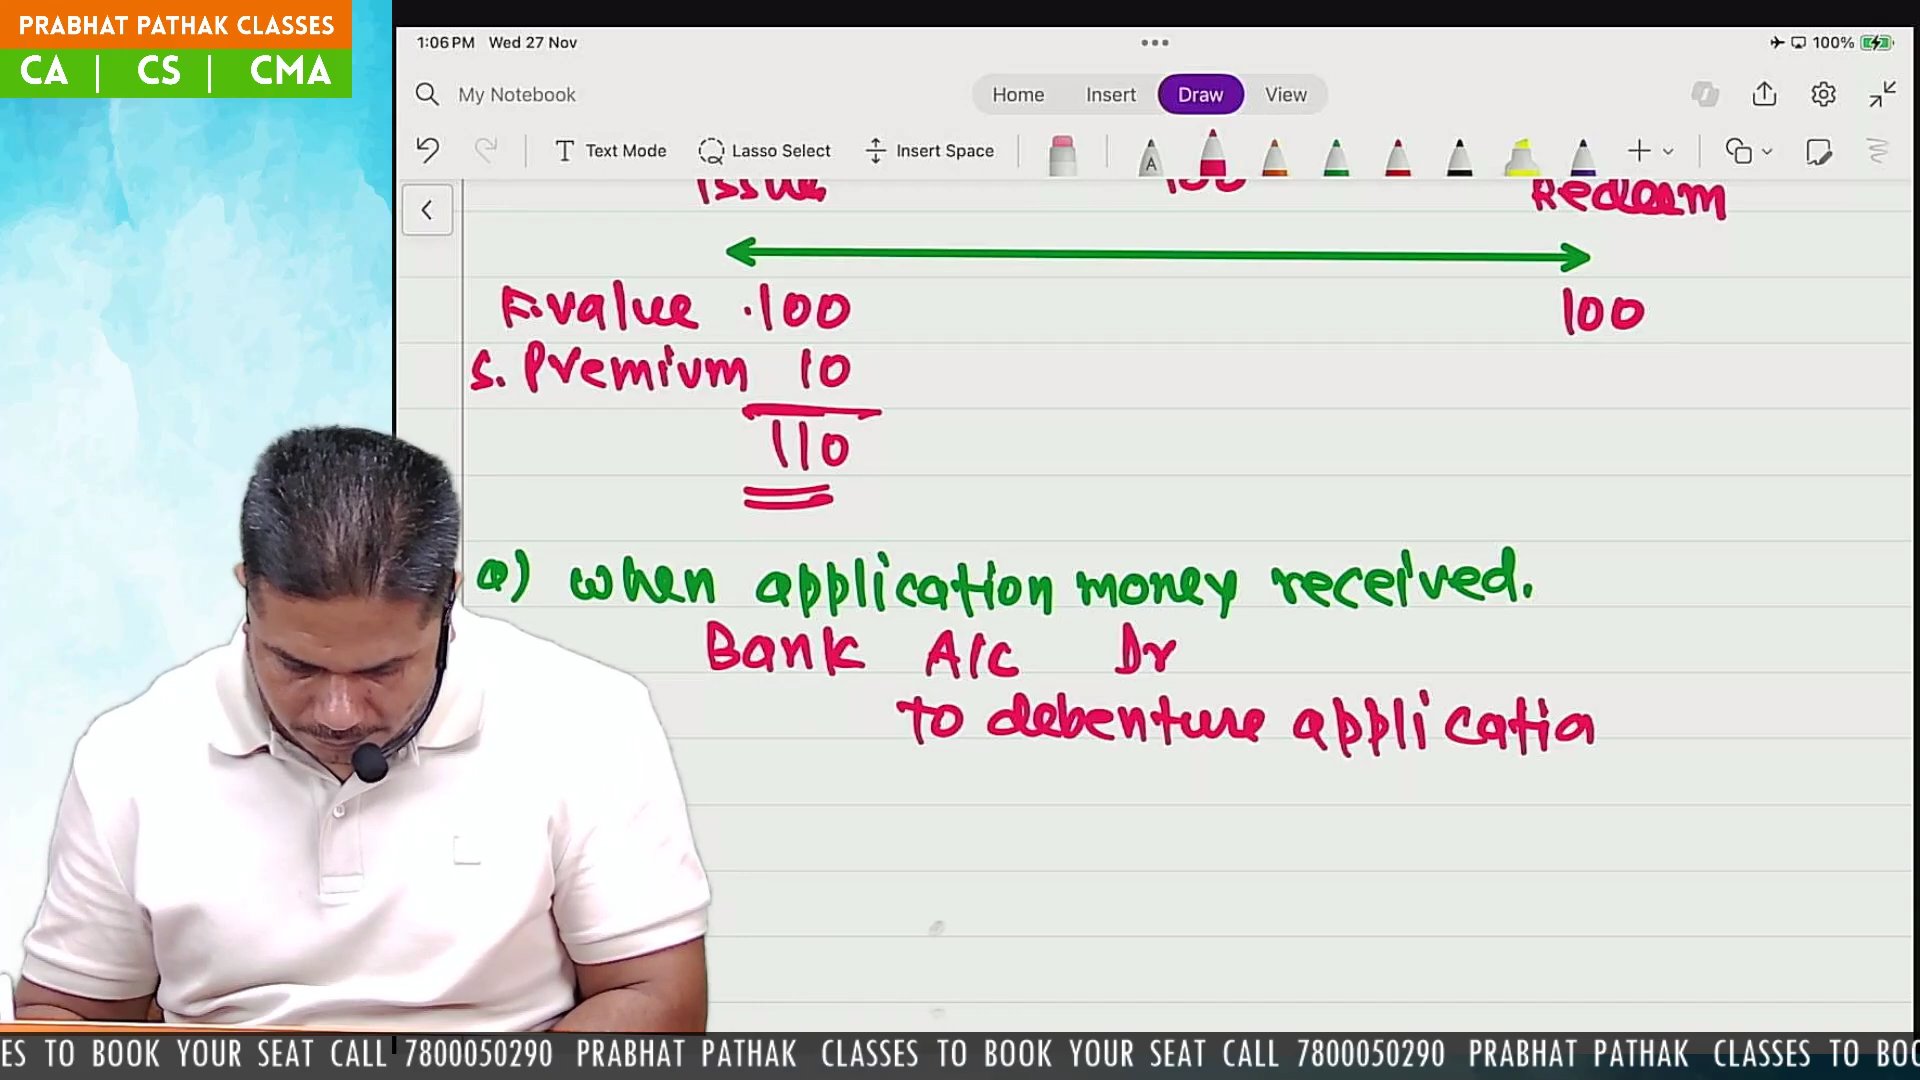 PRABHAT PATHAK CLASSES
CA | CS | CMA
1:06 PM Wed 27 Nov
100%
My Notebook
Home Insert Draw View
Text Mode Lasso Select Insert Space
A
Issue 100 Redeem
F.value 100 100
S. Premium 10
110
a) when application money received.
Bank A/c Dr
To debenture applicatio
ES TO BOOK YOUR SEAT CALL 7800050290 PRABHAT PATHAK CLASSES TO BOOK YOUR SEAT CALL 7800050290 PRABHAT PATHAK CLASSES TO BOO